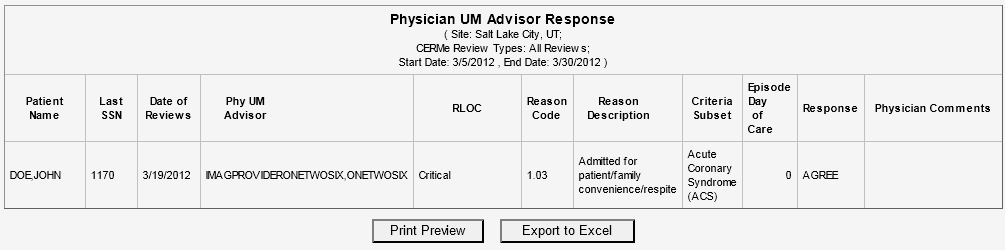 Physician UM Advisor Response
( Site: Salt Lake City, UT;
CERMe Review Types: All Reviews;
Start Date: 3/5/2012 , End Date: 3/30/2012 )
Patient Name Last SSN Date of Reviews Phy UM Advisor RLOC Reason Code Reason Description Criteria Subset Episode Day of Care Response Physician Comments
DOE,JOHN 1170 3/19/2012 IMAGPROVIDERONETWOSIX,ONETWOSIX Critical 1.03 Admitted for patient/family convenience/respite Acute Coronary Syndrome (ACS) 0 AGREE
Print Preview Export to Excel